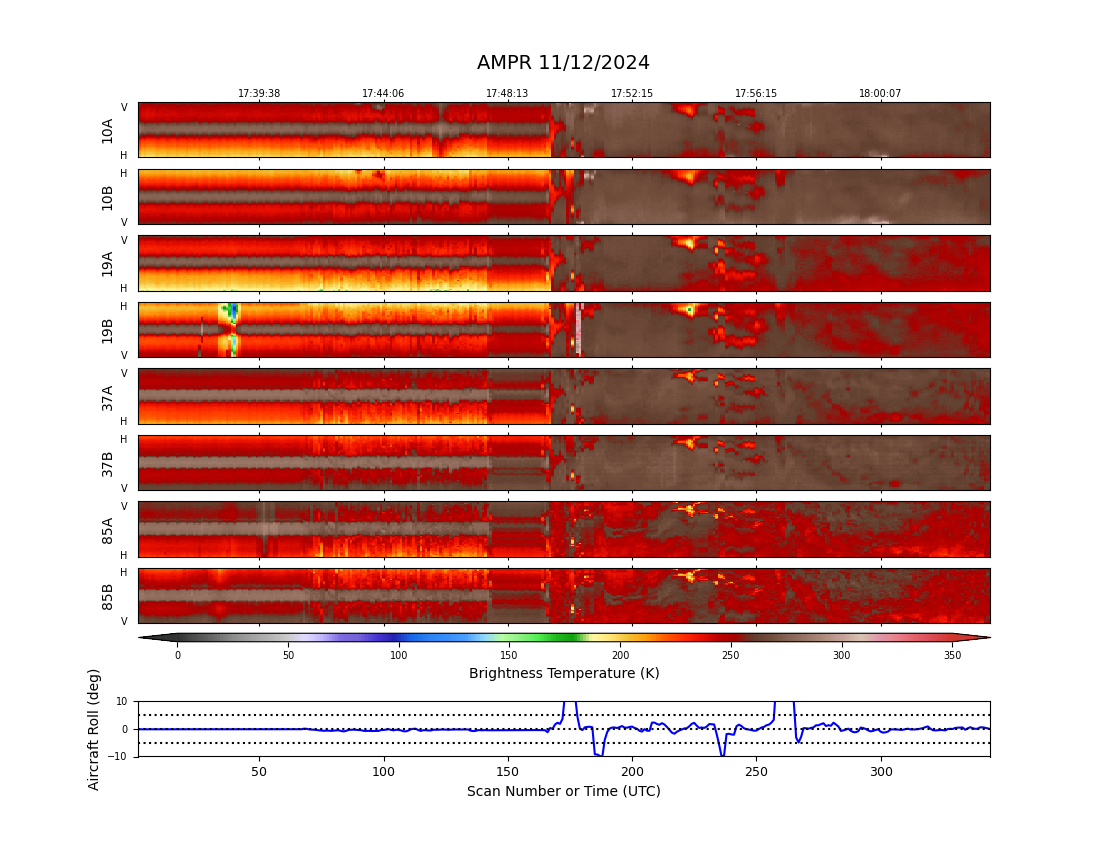 AMPR 11/12/2024
17:39:38 17:44:06 17:48:13 17:52:15 17:56:15 18:00:07
V
10A
H
H
10B
V
V
19A
H
H
19B
V
V
37A
H
H
37B
V
V
85A
H
H
85B
V
0 50 100 150 200 250 300 350
Brightness Temperature (K)
Aircraft Roll (deg)
10
0
−10
50 100 150 200 250 300
Scan Number or Time (UTC)